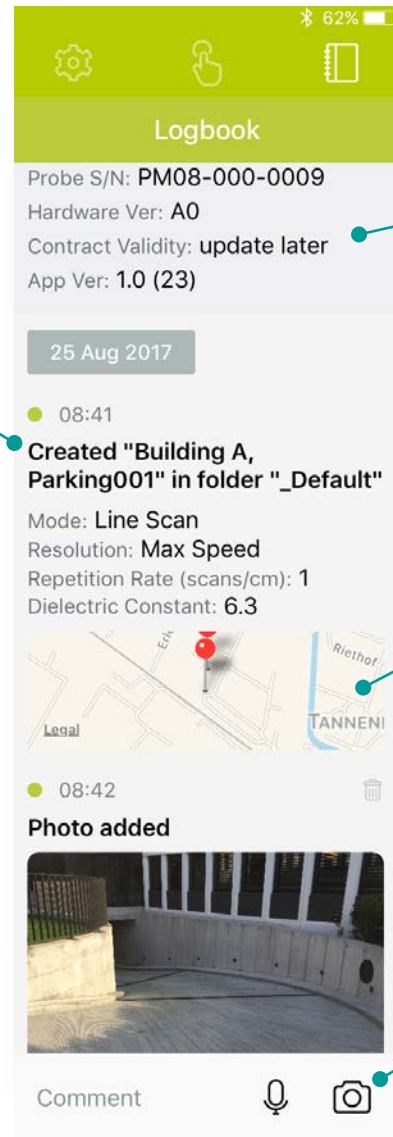 62%
Logbook
Probe S/N: PM08-000-0009
Hardware Ver: A0
Contract Validity: update later
App Ver: 1.0 (23)
25 Aug 2017
08:41
Created "Building A,
Parking001" in folder "_Default"
Mode: Line Scan
Resolution: Max Speed
Repetition Rate (scans/cm): 1
Dielectric Constant: 6.3
Riethof
Legal
TANNEN
08:42
Photo added
Comment